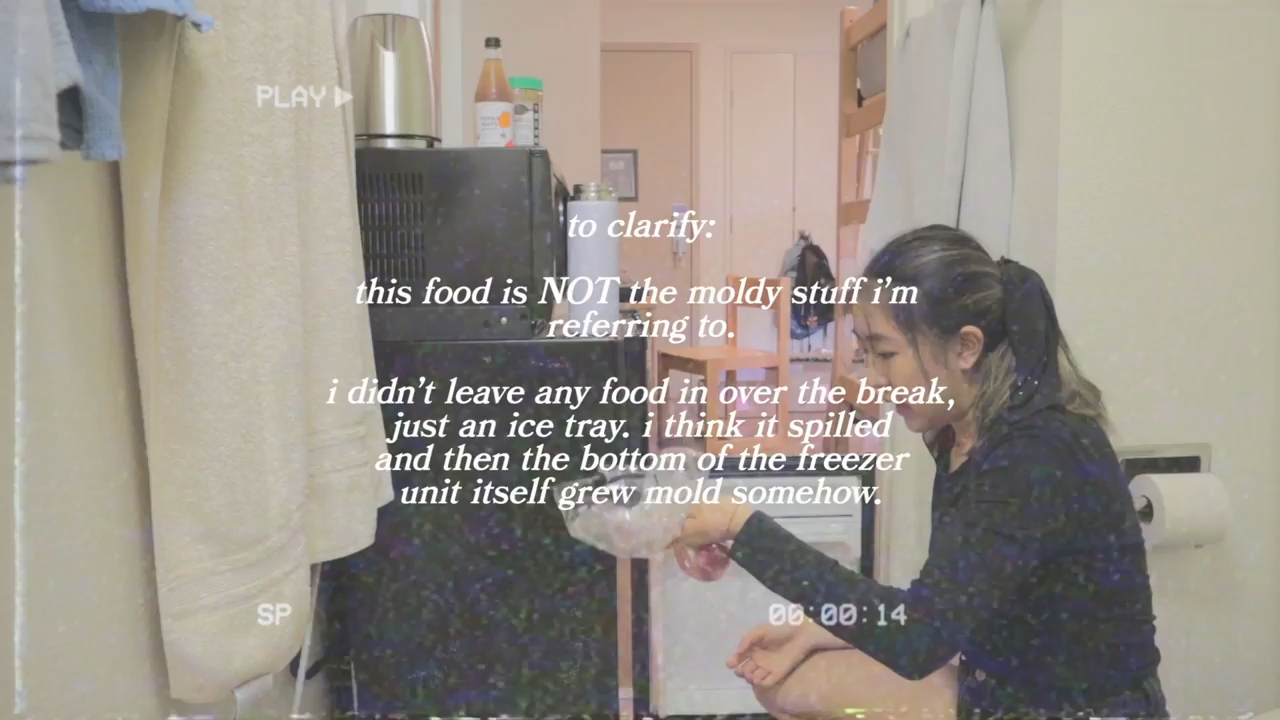 PLAY
to clarify:
this food is NOT the moldy stuff i'm
referring to.
i didn't leave any food in over the break,
just an ice tray. i think it spilled
and then the bottom of the freezer
unit itself grew mold somehow.
SP
00:00:14